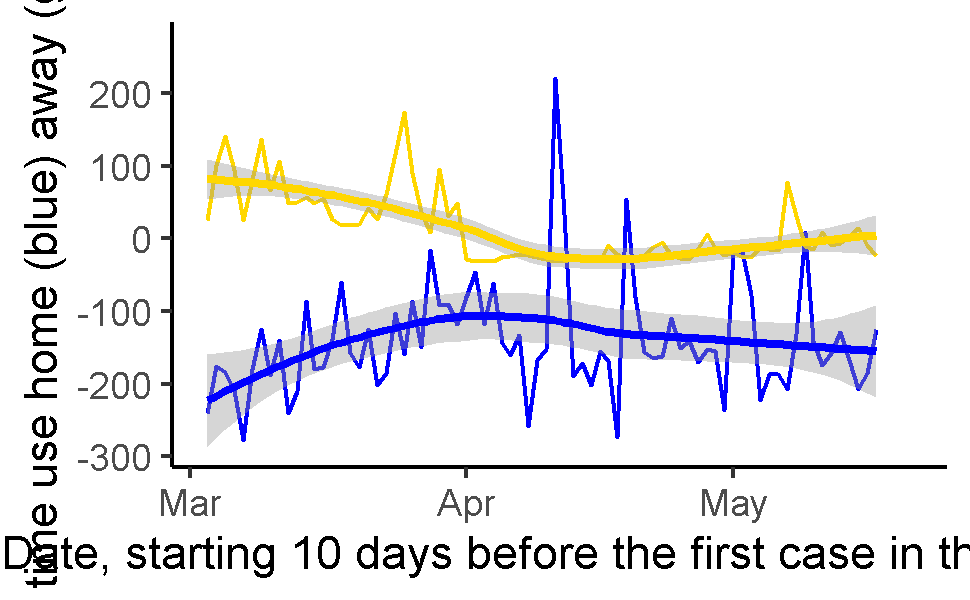 time use home (blue) away (
200
100
0
-100
-200
-300
Mar Apr May
Date, starting 10 days before the first case in th